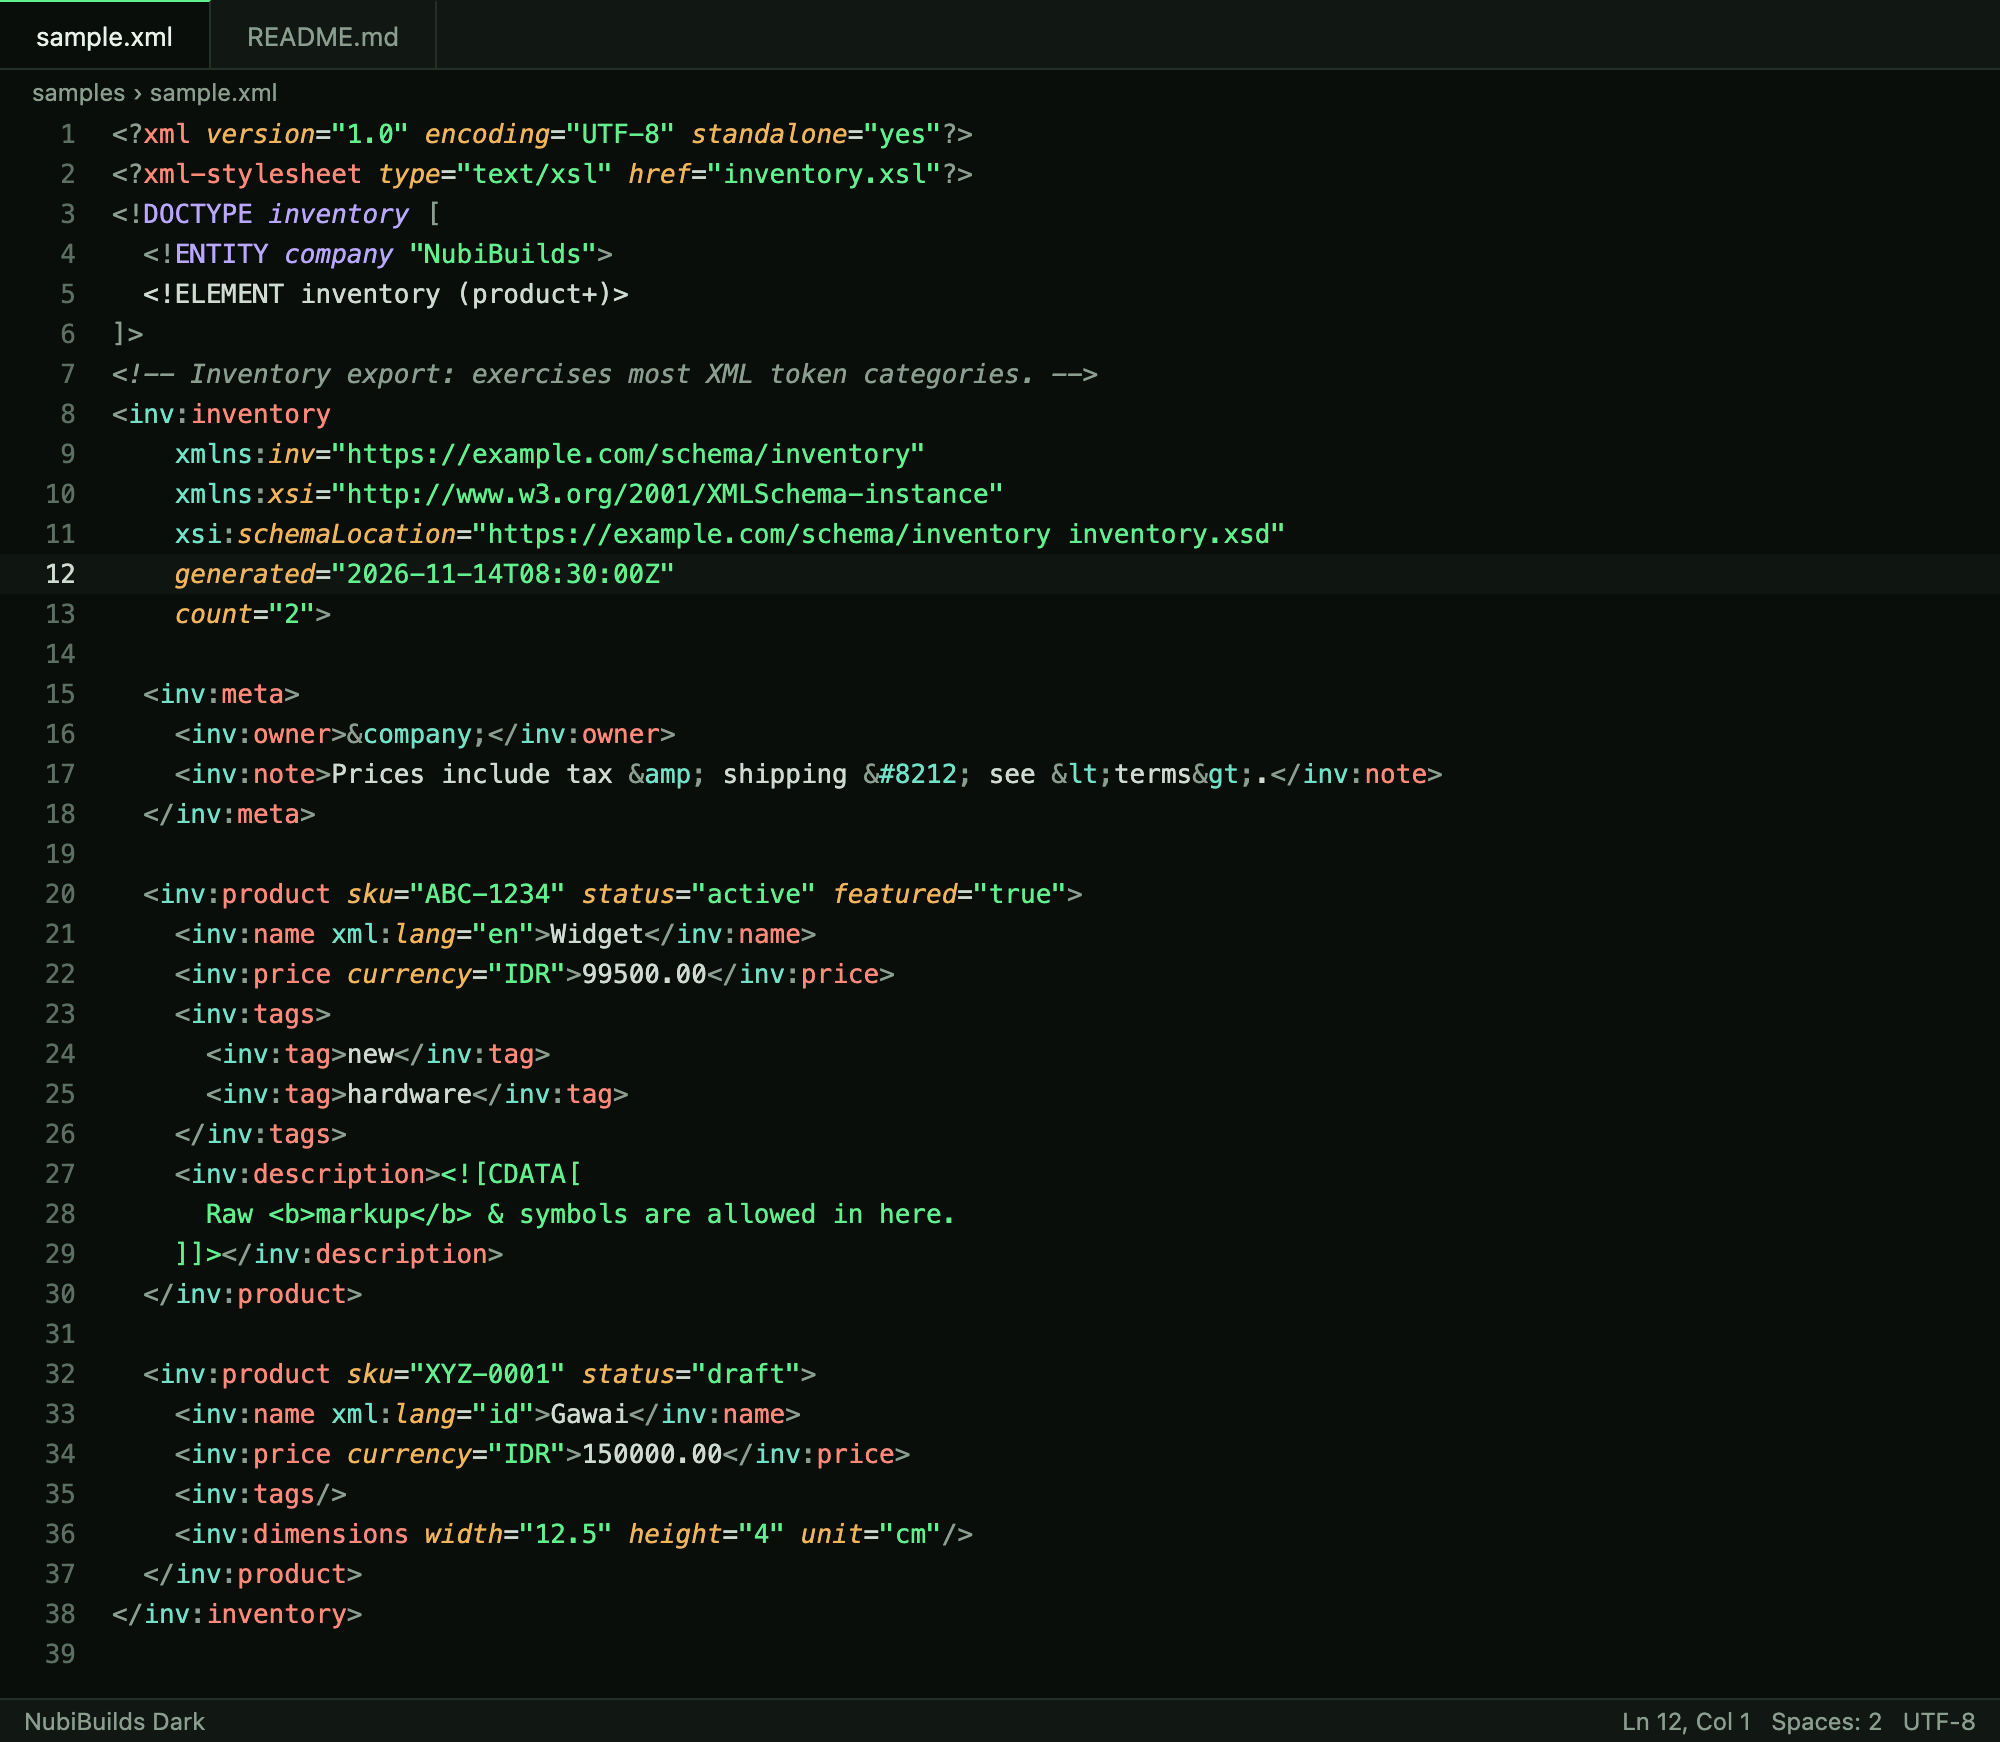 sample.xml README.md
samples › sample.xml
1 <?xml version="1.0" encoding="UTF-8" standalone="yes"?>
2 <?xml-stylesheet type="text/xsl" href="inventory.xsl"?>
3 <!DOCTYPE inventory [
4   <!ENTITY company "NubiBuilds">
5   <!ELEMENT inventory (product+)>
6 ]>
7 <!-- Inventory export: exercises most XML token categories. -->
8 <inv:inventory
9     xmlns:inv="https://example.com/schema/inventory"
10     xmlns:xsi="http://www.w3.org/2001/XMLSchema-instance"
11     xsi:schemaLocation="https://example.com/schema/inventory inventory.xsd"
12     generated="2026-11-14T08:30:00Z"
13     count="2">
14
15   <inv:meta>
16     <inv:owner>&company;</inv:owner>
17     <inv:note>Prices include tax &amp; shipping &#8212; see &lt;terms&gt;.</inv:note>
18   </inv:meta>
19
20   <inv:product sku="ABC-1234" status="active" featured="true">
21     <inv:name xml:lang="en">Widget</inv:name>
22     <inv:price currency="IDR">99500.00</inv:price>
23     <inv:tags>
24       <inv:tag>new</inv:tag>
25       <inv:tag>hardware</inv:tag>
26     </inv:tags>
27     <inv:description><![CDATA[
28       Raw <b>markup</b> & symbols are allowed in here.
29     ]]></inv:description>
30   </inv:product>
31
32   <inv:product sku="XYZ-0001" status="draft">
33     <inv:name xml:lang="id">Gawai</inv:name>
34     <inv:price currency="IDR">150000.00</inv:price>
35     <inv:tags/>
36     <inv:dimensions width="12.5" height="4" unit="cm"/>
37   </inv:product>
38 </inv:inventory>
39
NubiBuilds Dark Ln 12, Col 1 Spaces: 2 UTF-8